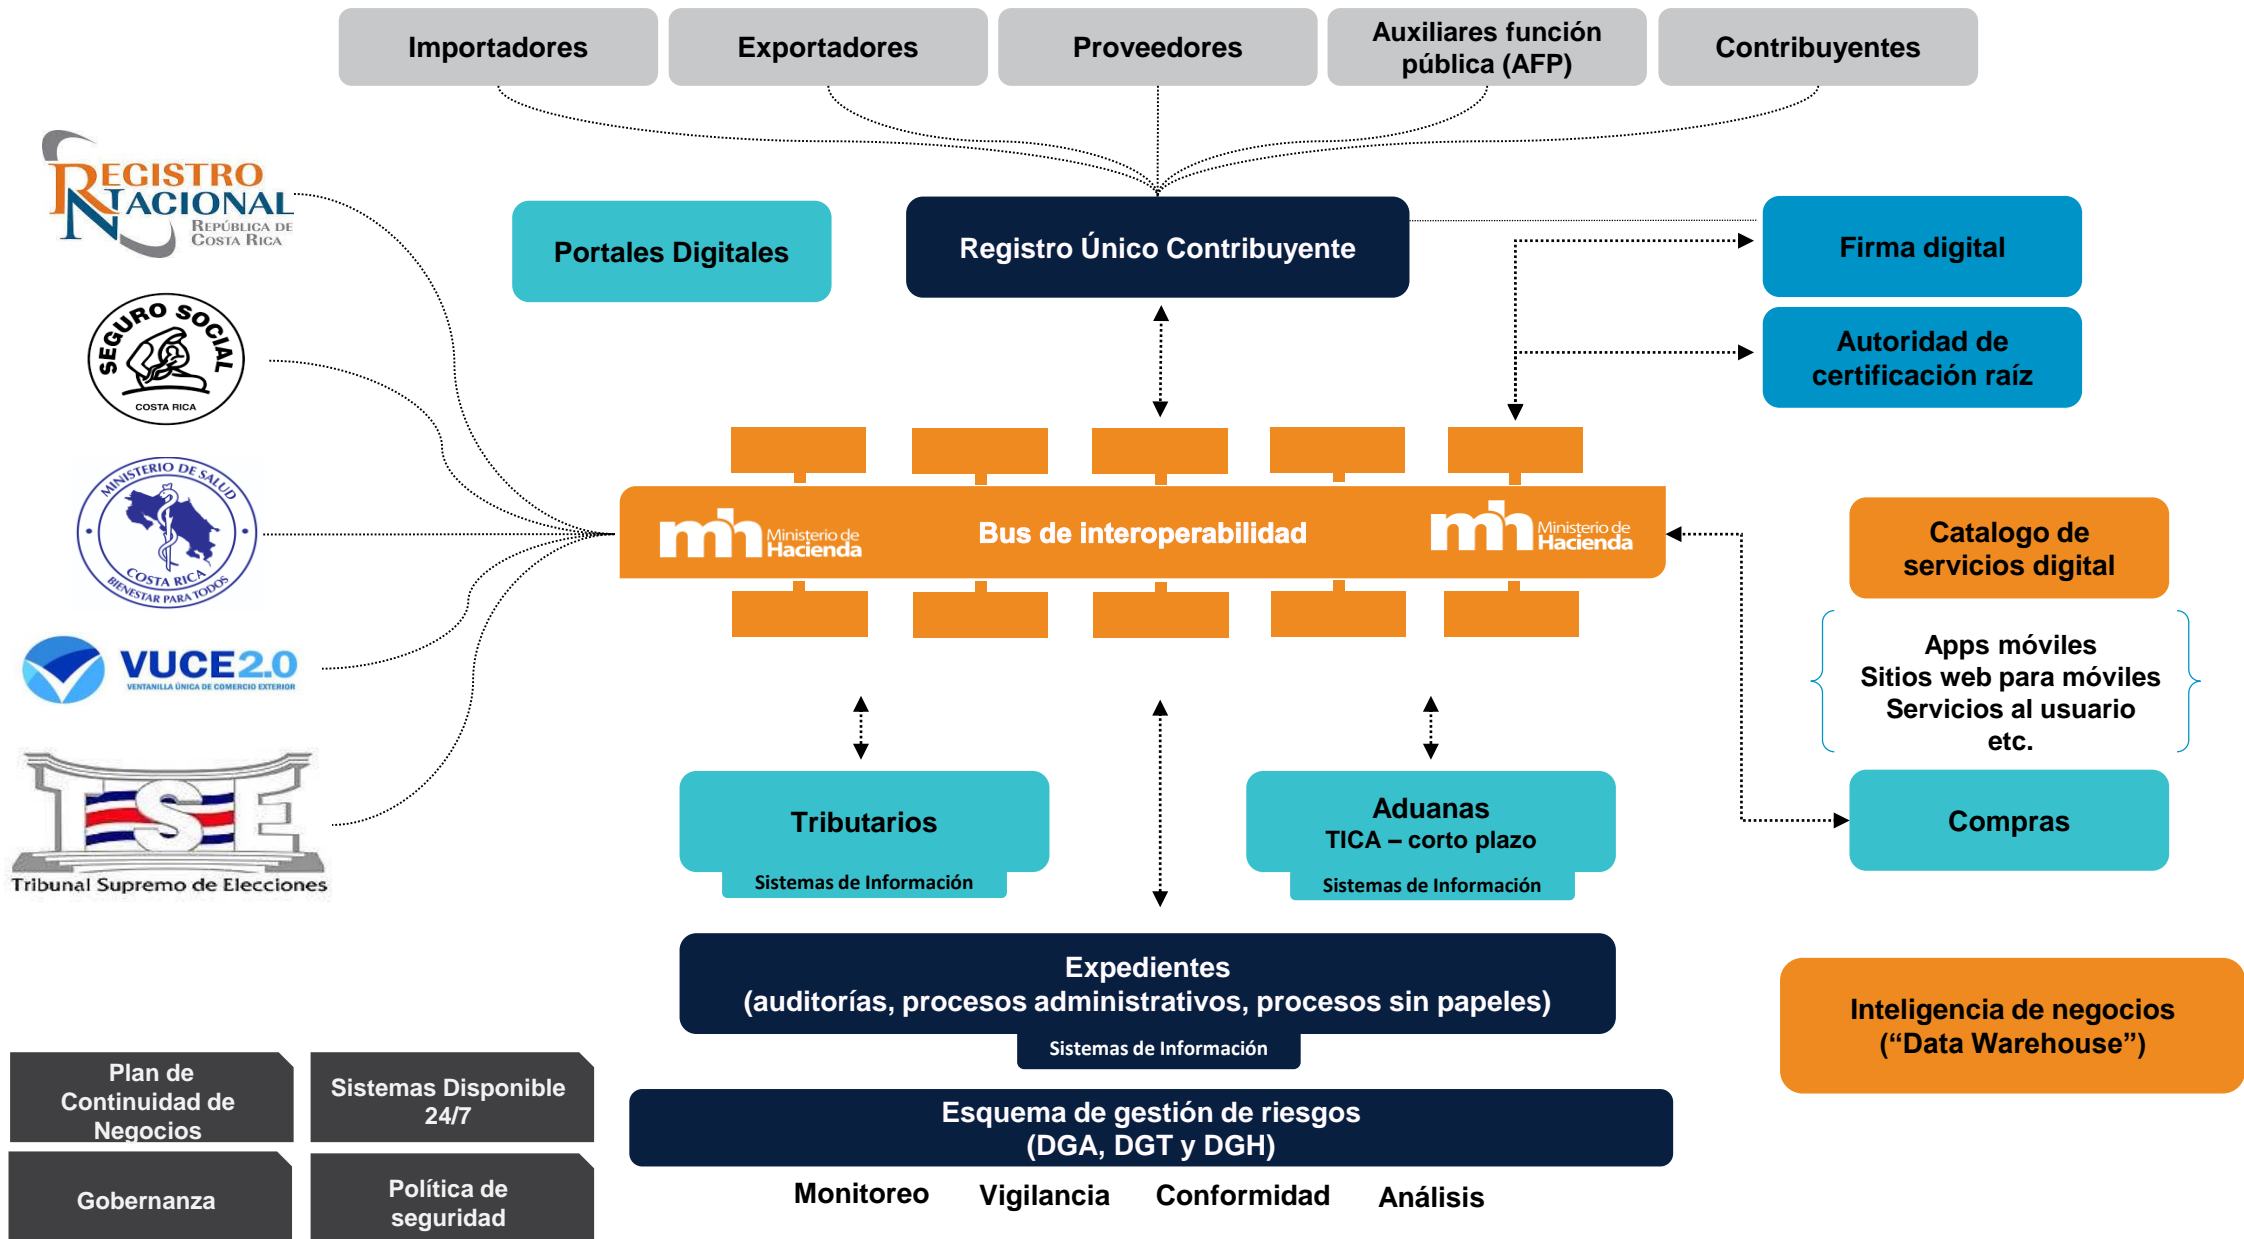 Importadores
Exportadores
Proveedores
Auxiliares función
pública (AFP)
Contribuyentes
REGISTRO
NACIONAL
REPÚBLICA DE
COSTA RICA
Portales Digitales
Registro Único Contribuyente
Firma digital
SEGURO SOCIAL
COSTA RICA
Autoridad de
certificación raíz
MINISTERIO DE SALUD
COSTA RICA
BIENESTAR PARA TODOS
mh Ministerio de
Hacienda
Bus de interoperabilidad
mh Ministerio de
Hacienda
Catalogo de
servicios digital
Apps móviles
Sitios web para móviles
Servicios al usuario
etc.
VUCE2.0
VENTANILLA ÚNICA DE COMERCIO EXTERIOR
TSE
Tribunal Supremo de Elecciones
Tributarios
Sistemas de Información
Aduanas
TICA – corto plazo
Sistemas de Información
Compras
Expedientes
(auditorías, procesos administrativos, procesos sin papeles)
Sistemas de Información
Inteligencia de negocios
(“Data Warehouse”)
Plan de
Continuidad de
Negocios
Sistemas Disponible
24/7
Esquema de gestión de riesgos
(DGA, DGT y DGH)
Gobernanza
Política de
seguridad
Monitoreo
Vigilancia
Conformidad
Análisis